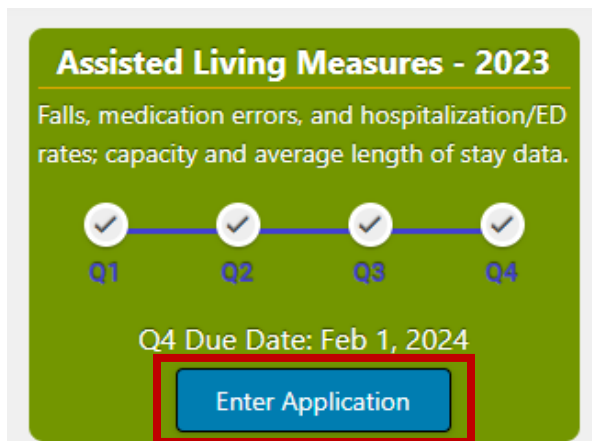 Assisted Living Measures - 2023
Falls, medication errors, and hospitalization/ED
rates; capacity and average length of stay data.
Q1 Q2 Q3 Q4
Q4 Due Date: Feb 1, 2024
Enter Application